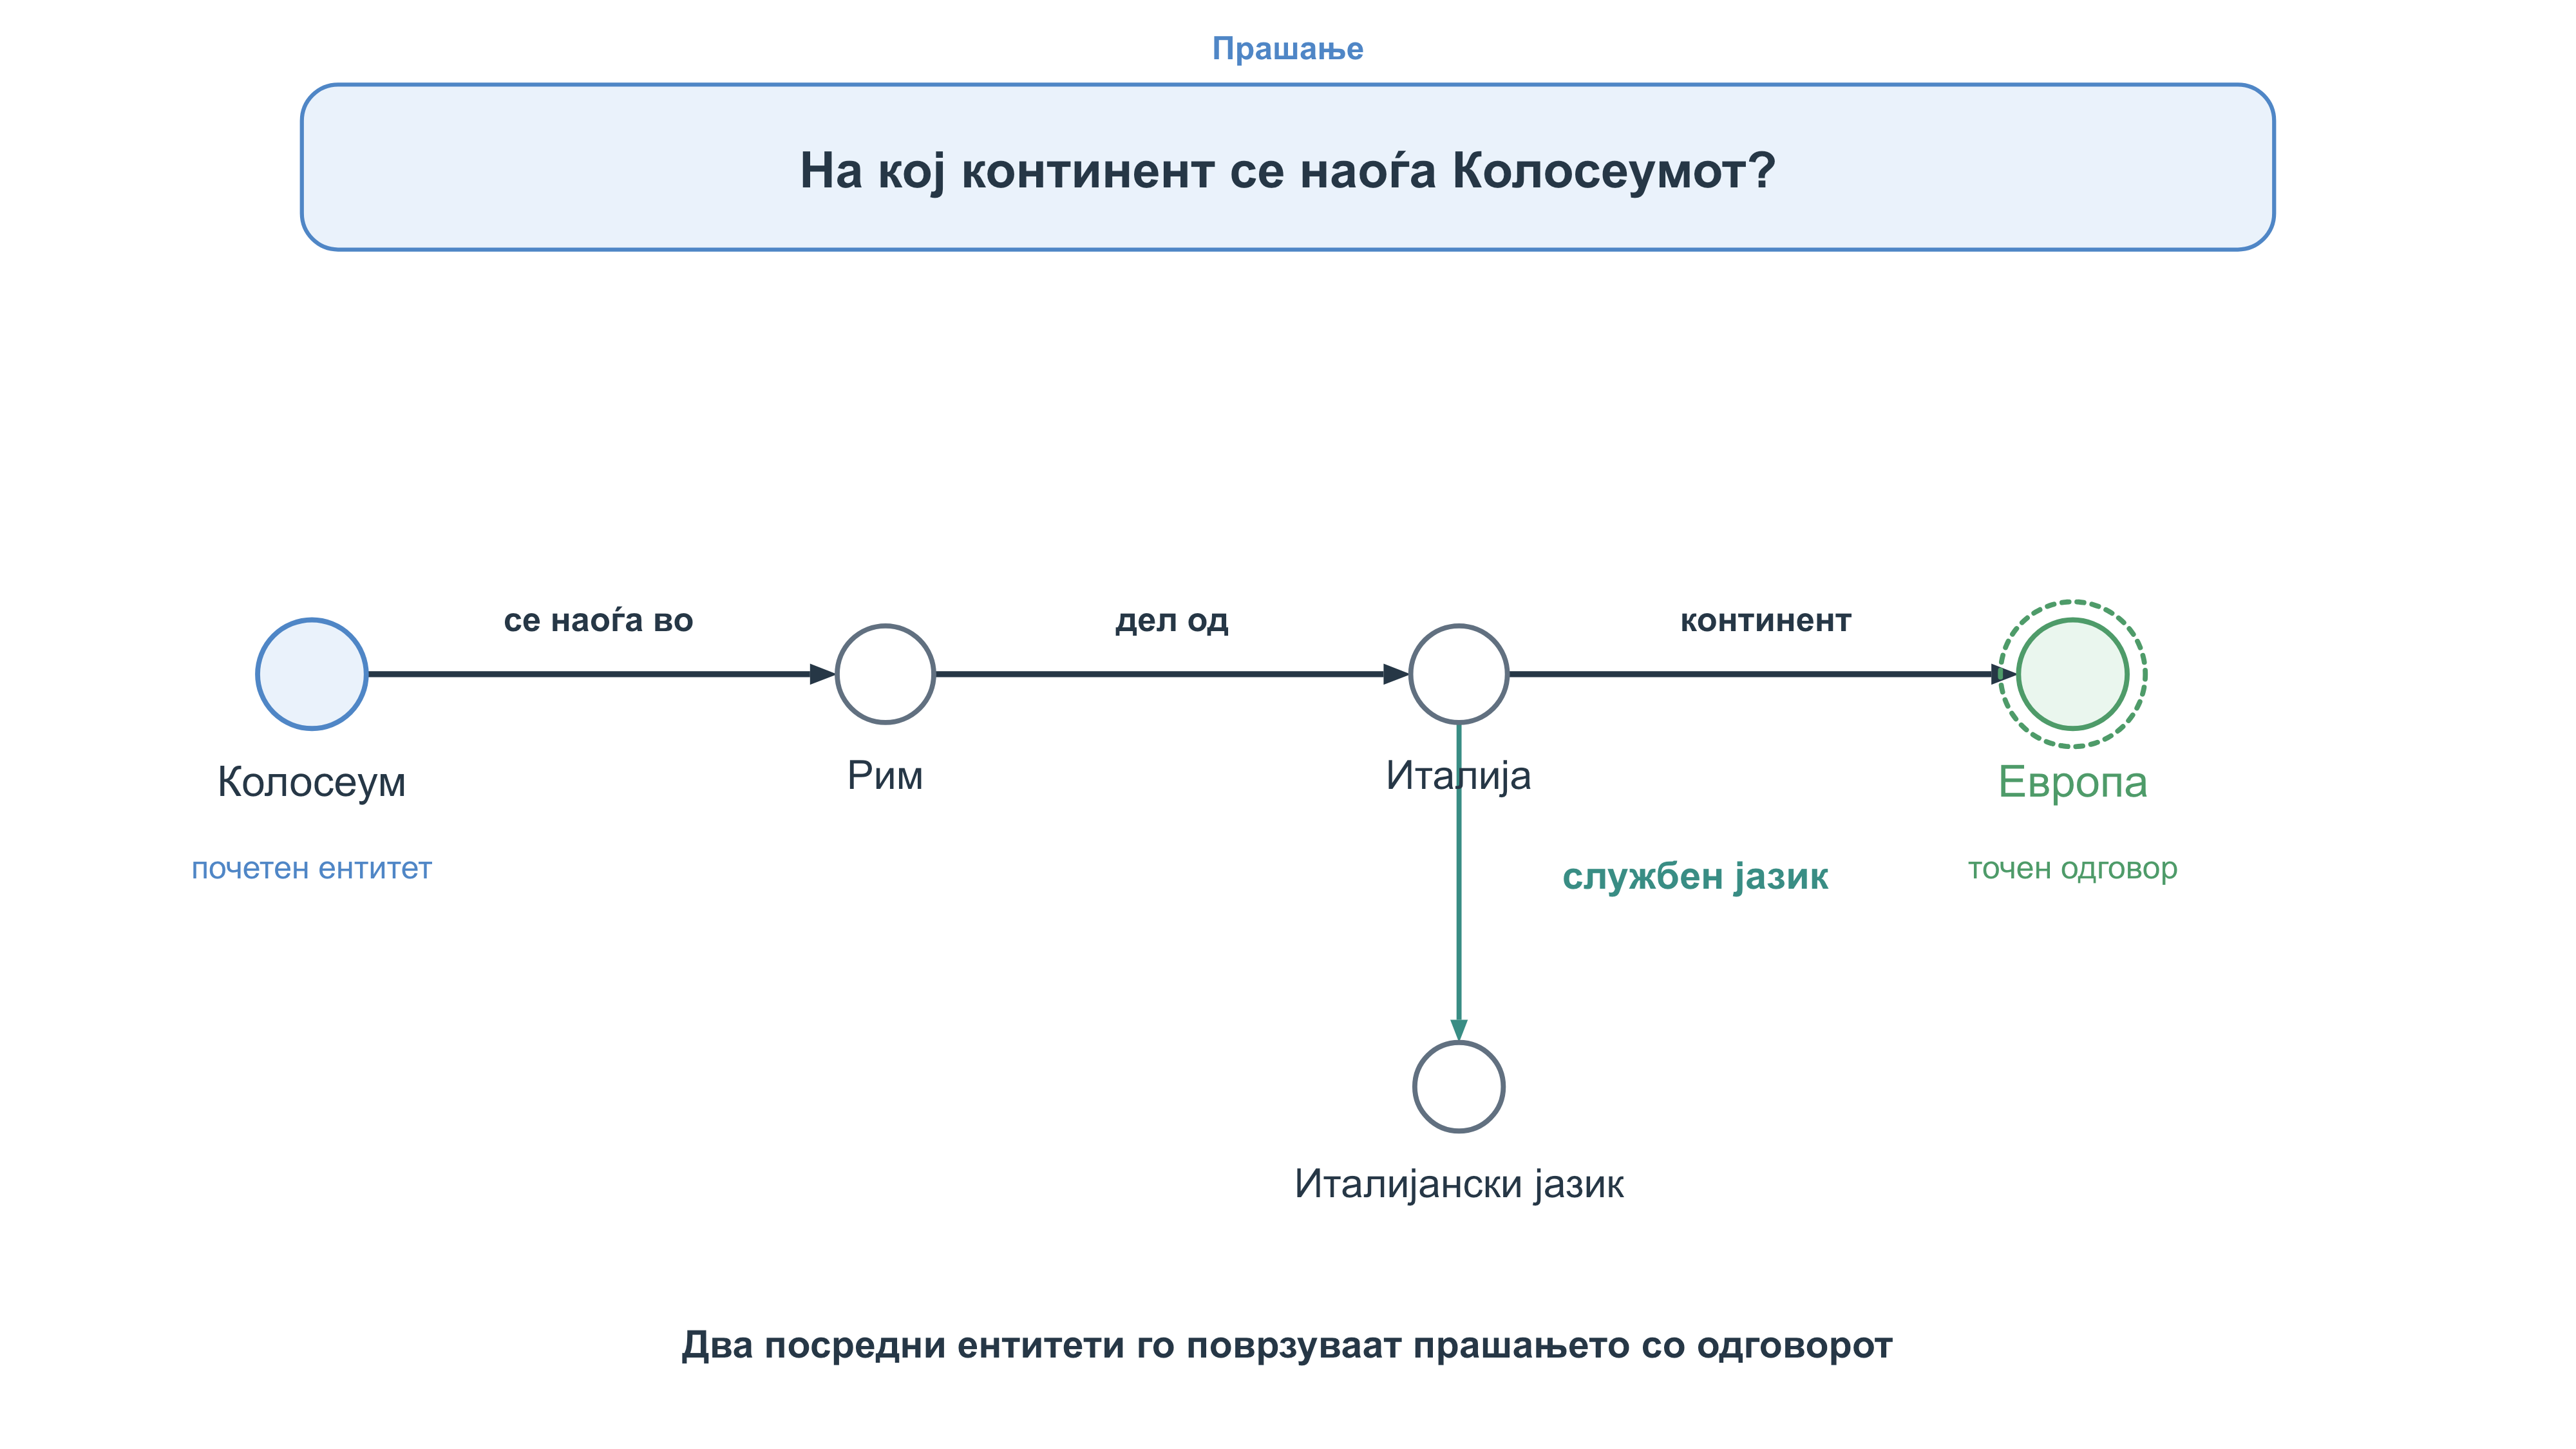 Прашање
На кој континент се наоѓа Колосеумот?
се наоѓа во
дел од
континент
Колосеум
Рим
Италија
Европа
почетен ентитет
службен јазик
точен одговор
Италијански јазик
Два посредни ентитети го поврзуваат прашањето со одговорот